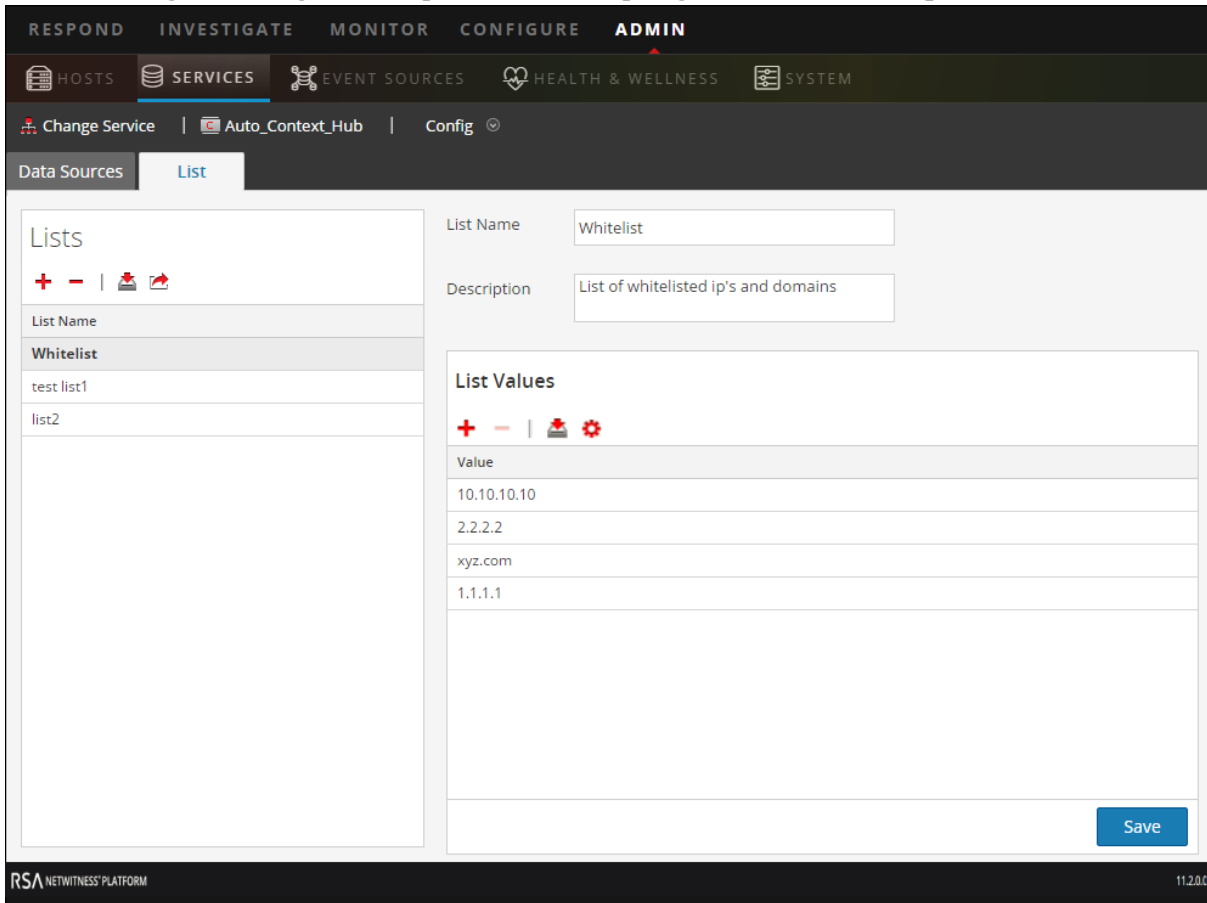 RESPOND INVESTIGATE MONITOR CONFIGURE ADMIN
HOSTS SERVICES EVENT SOURCES HEALTH & WELLNESS SYSTEM
Change Service | C Auto_Context_Hub | Config
Data Sources List
Lists
List Name
Whitelist
test list1
list2
List Name Whitelist
Description List of whitelisted ip's and domains
List Values
Value
10.10.10.10
2.2.2.2
xyz.com
1.1.1.1
Save
RSA NETWITNESS® PLATFORM 11.2.0.0